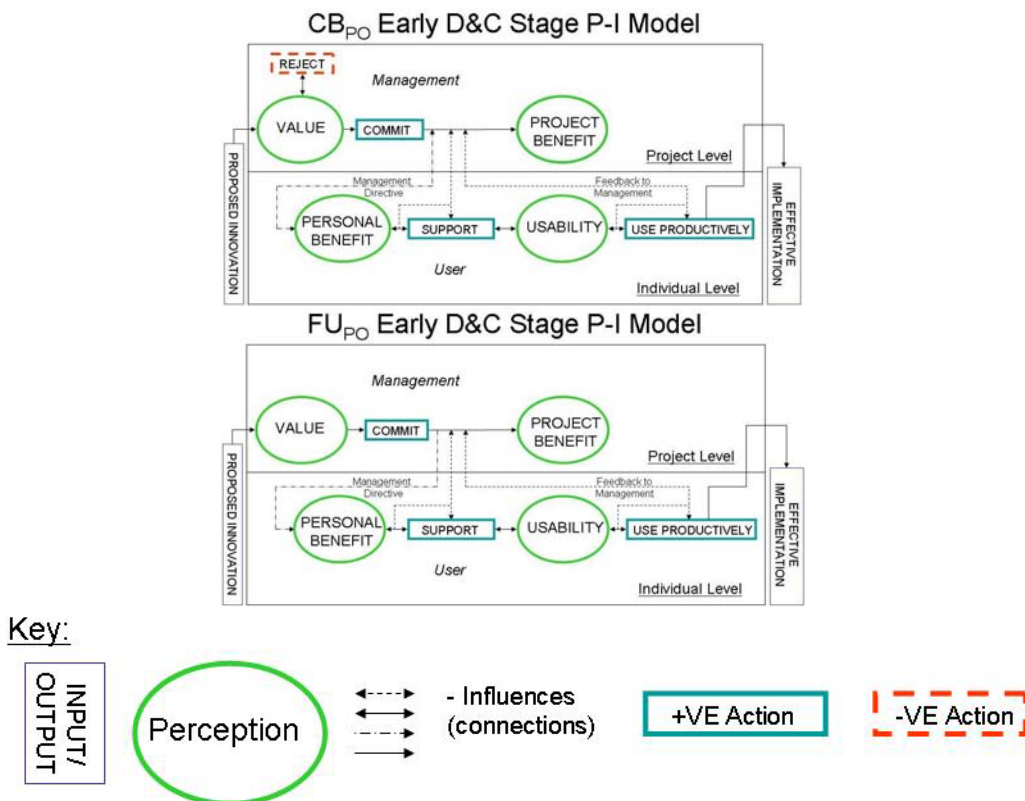 CBPO Early D&C Stage P-I Model
REJECT
Management
VALUE
COMMIT
PROJECT
BENEFIT
Project Level
PROPOSED INNOVATION
Management
Directive
Feedback to
Management
PERSONAL
BENEFIT
SUPPORT
USABILITY
USE PRODUCTIVELY
User
Individual Level
EFFECTIVE
IMPLEMENTATION
FUPO Early D&C Stage P-I Model
Management
VALUE
COMMIT
PROJECT
BENEFIT
Project Level
PROPOSED INNOVATION
Management
Directive
Feedback to
Management
PERSONAL
BENEFIT
SUPPORT
USABILITY
USE PRODUCTIVELY
User
Individual Level
EFFECTIVE
IMPLEMENTATION
Key:
INPUT/
OUTPUT
Perception
- Influences
(connections)
+VE Action
-VE Action